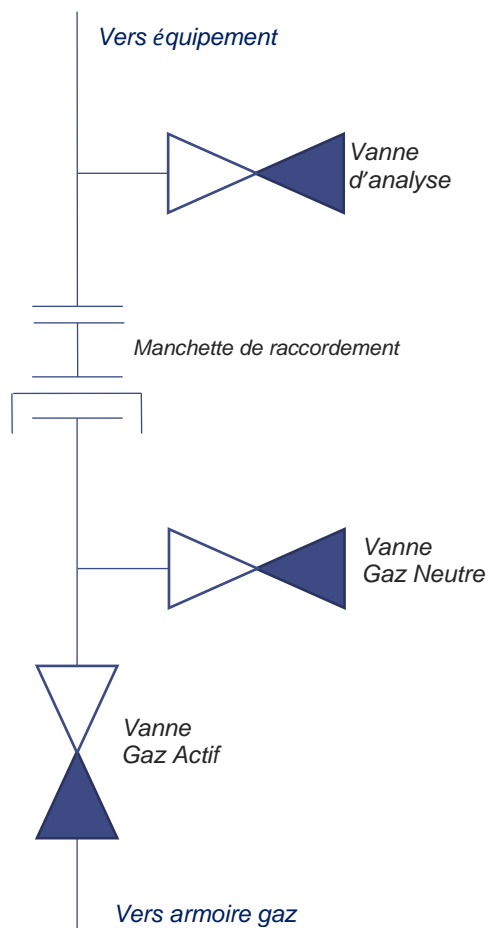 Vers équipement
Vanne
d'analyse
Manchette de raccordement
Vanne
Gaz Neutre
Vanne
Gaz Actif
Vers armoire gaz